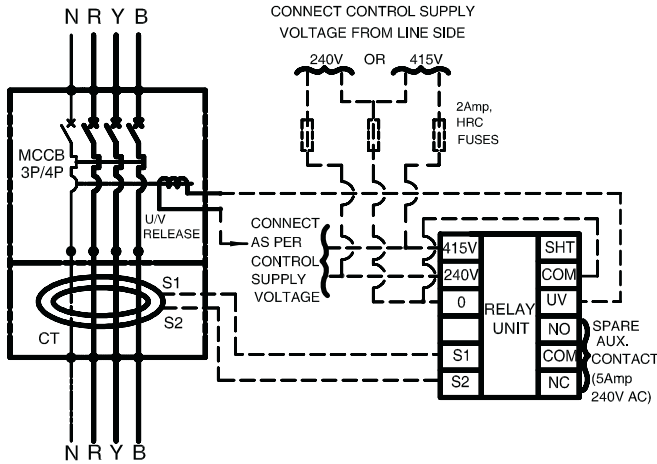 N R Y B
CONNECT CONTROL SUPPLY
VOLTAGE FROM LINE SIDE
240V OR 415V
2Amp,
HRC
FUSES
MCCB
3P/4P
U/V
RELEASE
CONNECT
AS PER
CONTROL
SUPPLY
VOLTAGE
S1
S2
CT
415V
240V
0
S1
S2
RELAY
UNIT
SHT
COM
UV
NO
COM
NC
SPARE
AUX.
CONTACT
(5Amp
240V AC)
N R Y B